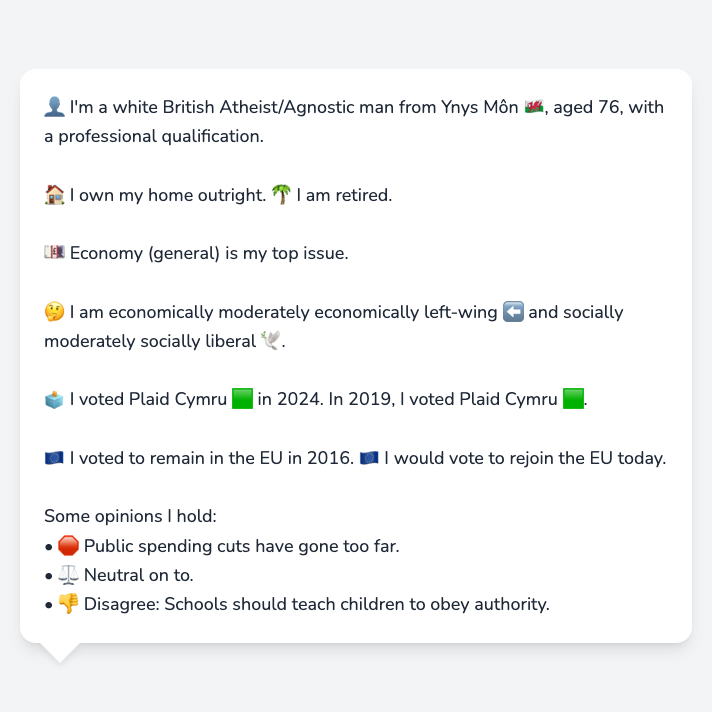 👤 I'm a white British Atheist/Agnostic man from Ynys Môn 🏴󠁧󠁢󠁷󠁬󠁳󠁿, aged 76, with
a professional qualification.
🏠 I own my home outright. 🌴 I am retired.
💷 Economy (general) is my top issue.
🤔 I am economically moderately economically left-wing ⬅️ and socially
moderately socially liberal 🕊️.
🗳️ I voted Plaid Cymru 🟩 in 2024. In 2019, I voted Plaid Cymru 🟩.
🇪🇺 I voted to remain in the EU in 2016. 🇪🇺 I would vote to rejoin the EU today.
Some opinions I hold:
• 🛑 Public spending cuts have gone too far.
• ⚖️ Neutral on to.
• 👎 Disagree: Schools should teach children to obey authority.